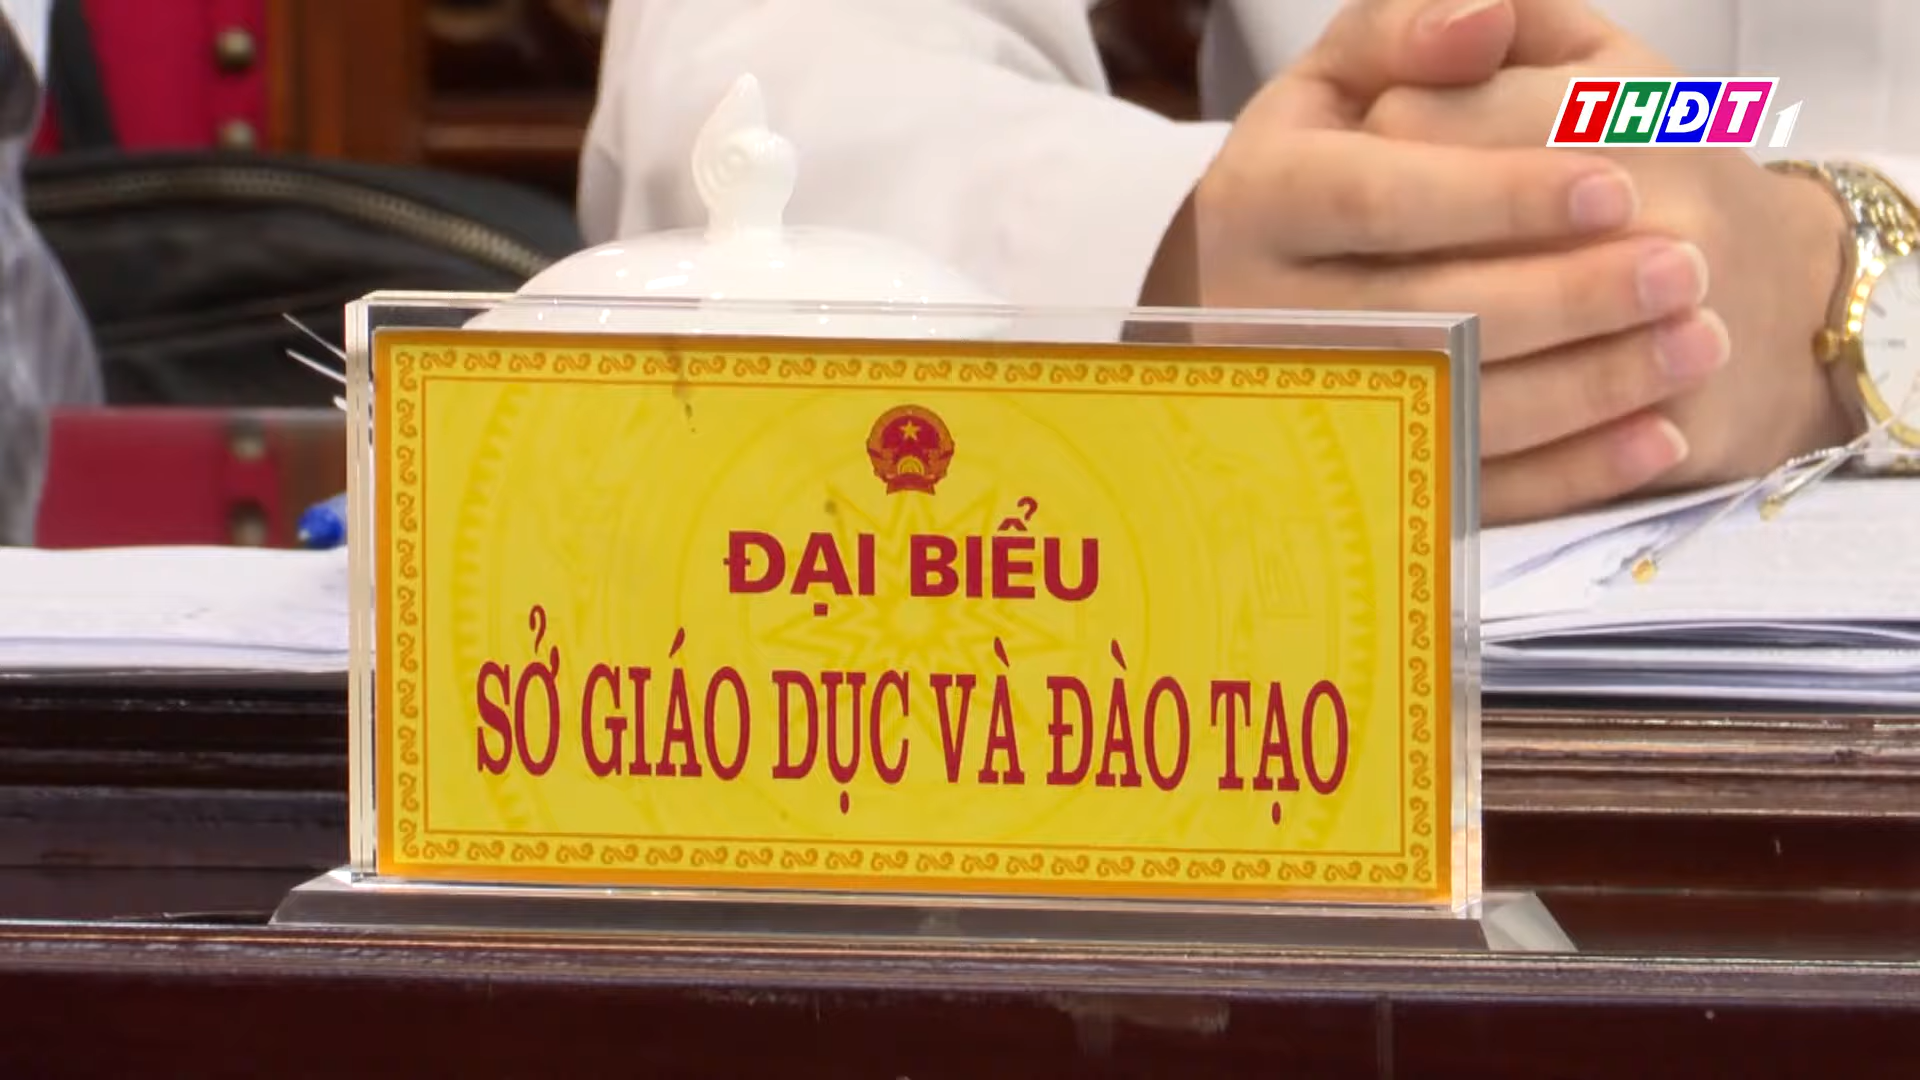 THĐT1
ĐẠI BIỂU
SỞ GIÁO DỤC VÀ ĐÀO TẠO